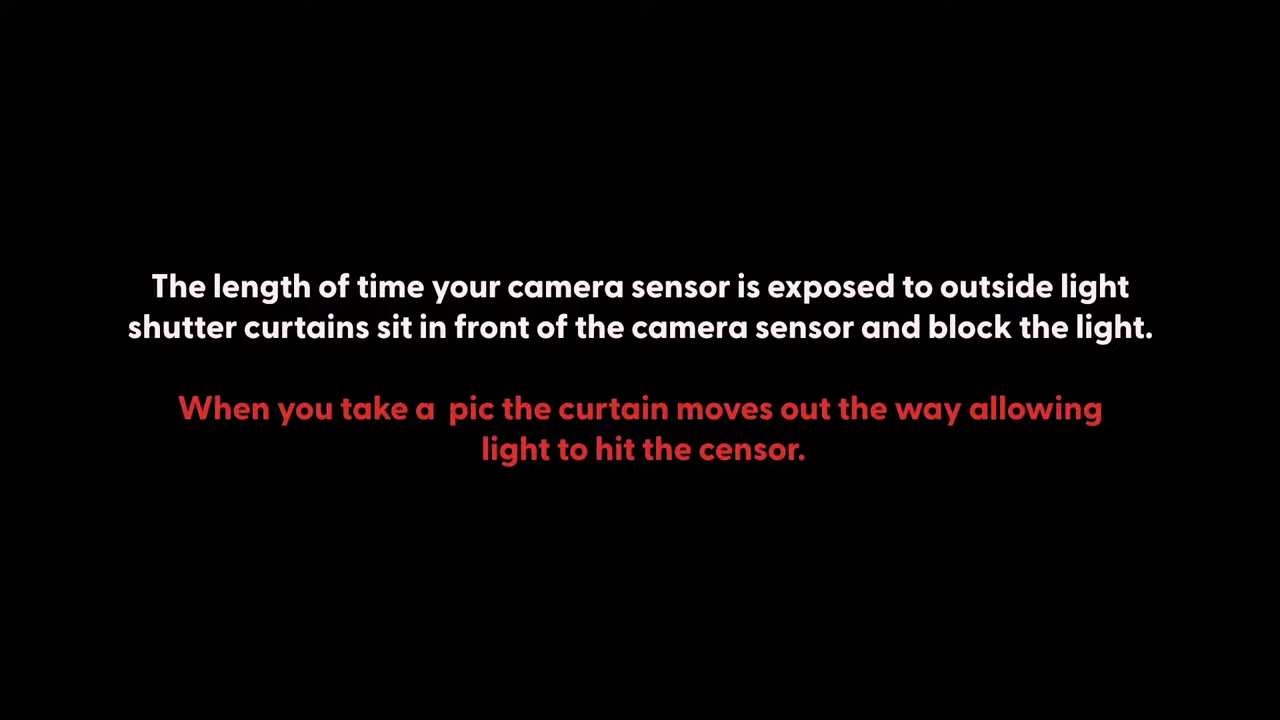 The length of time your camera sensor is exposed to outside light
shutter curtains sit in front of the camera sensor and block the light.
When you take a  pic the curtain moves out the way allowing
light to hit the censor.